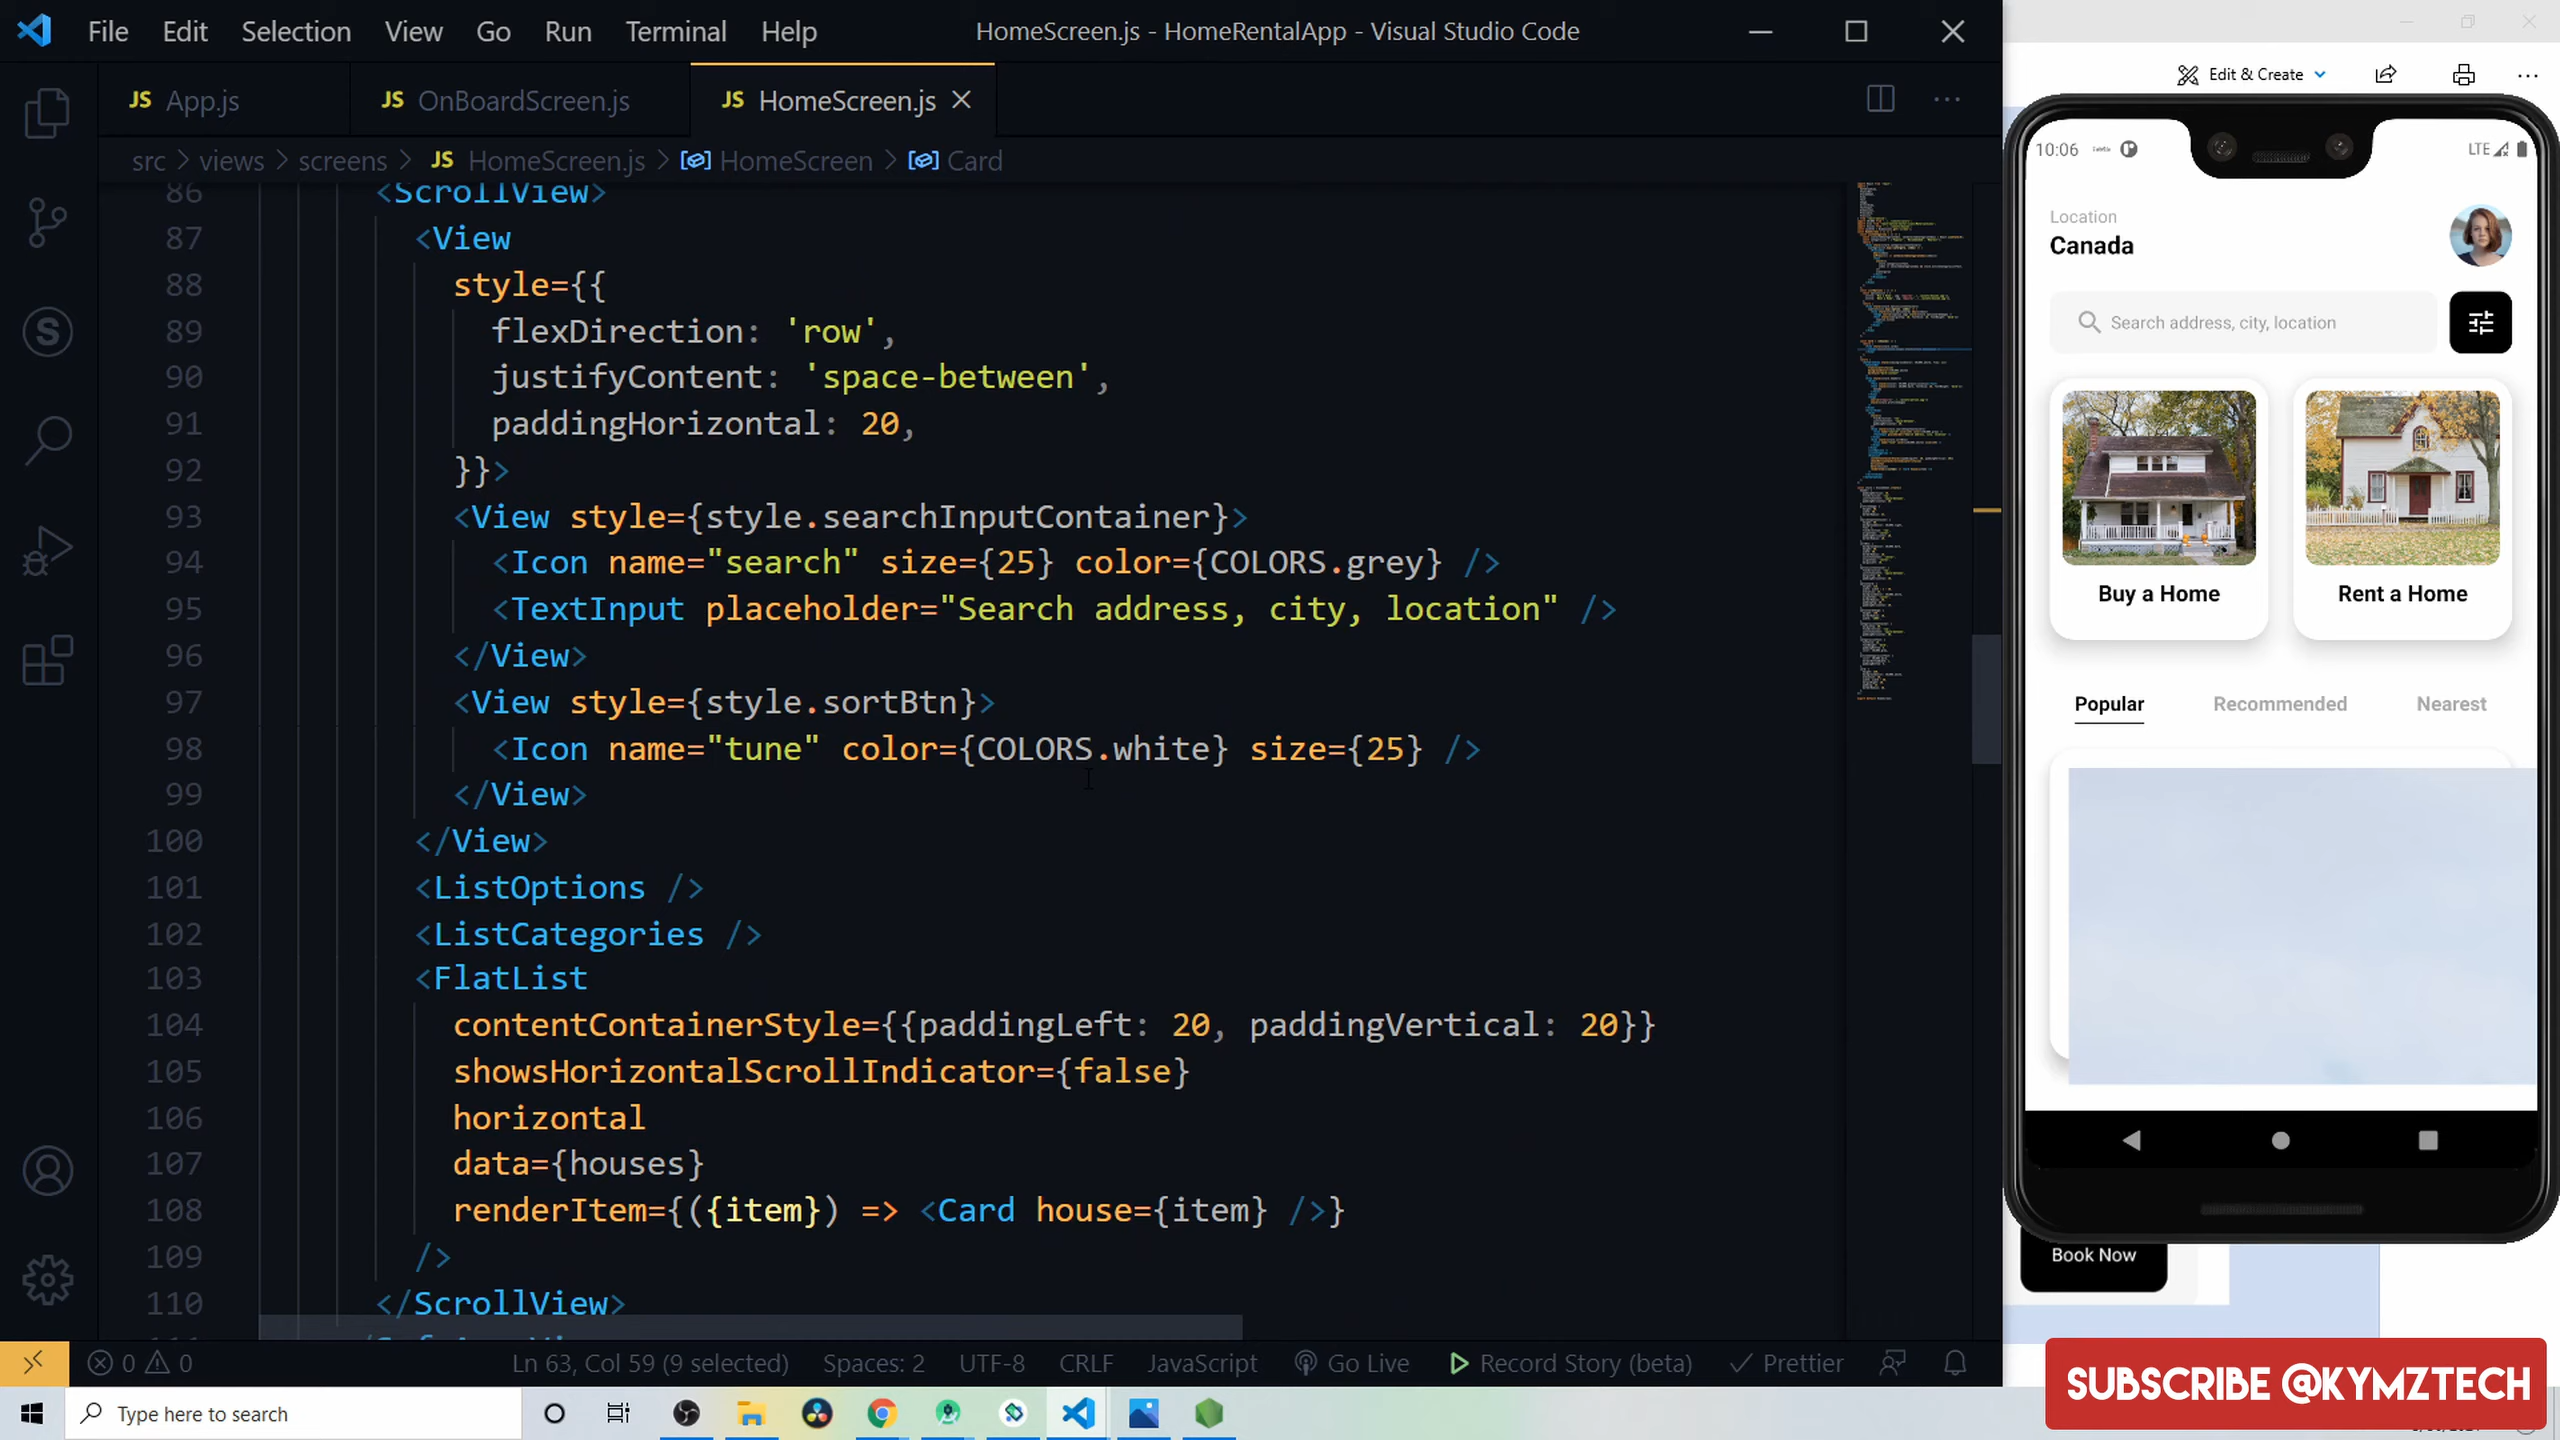 File Edit Selection View Go Run Terminal Help
HomeScreen.js - HomeRentalApp - Visual Studio Code
JS App.js
JS OnBoardScreen.js
JS HomeScreen.js
src > views > screens > JS HomeScreen.js > HomeScreen > Card
86 <ScrollView>
87 <View
88 style={{
89 flexDirection: 'row',
90 justifyContent: 'space-between',
91 paddingHorizontal: 20,
92 }}>
93 <View style={style.searchInputContainer}>
94 <Icon name="search" size={25} color={COLORS.grey} />
95 <TextInput placeholder="Search address, city, location" />
96 </View>
97 <View style={style.sortBtn}>
98 <Icon name="tune" color={COLORS.white} size={25} />
99 </View>
100 </View>
101 <ListOptions />
102 <ListCategories />
103 <FlatList
104 contentContainerStyle={{paddingLeft: 20, paddingVertical: 20}}
105 showsHorizontalScrollIndicator={false}
106 horizontal
107 data={houses}
108 renderItem={({item}) => <Card house={item} />}
109 />
110 </ScrollView>
0 0
Ln 63, Col 59 (9 selected)
Spaces: 2
UTF-8
CRLF
JavaScript
Go Live
Record Story (beta)
Prettier
Type here to search
Edit & Create
10:06
LTE
Location
Canada
Search address, city, location
Buy a Home
Rent a Home
Popular
Recommended
Nearest
Book Now
SUBSCRIBE @KYMZTECH